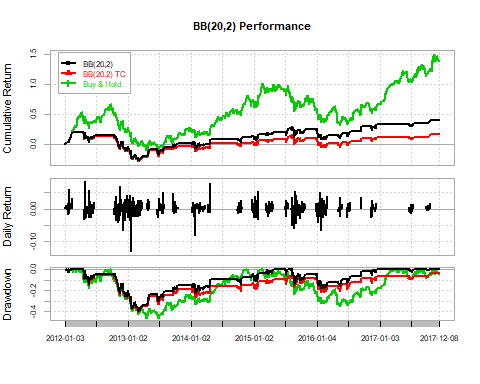 BB(20,2) Performance
Cumulative Return
1.5
1.0
0.5
0.0
BB(20,2)
BB(20,2) TC
Buy & Hold
Daily Return
0.00
-0.10
Drawdown
0.0
-0.2
-0.4
2012-01-03 2013-01-02 2014-01-02 2015-01-02 2016-01-04 2017-01-03 2017-12-08